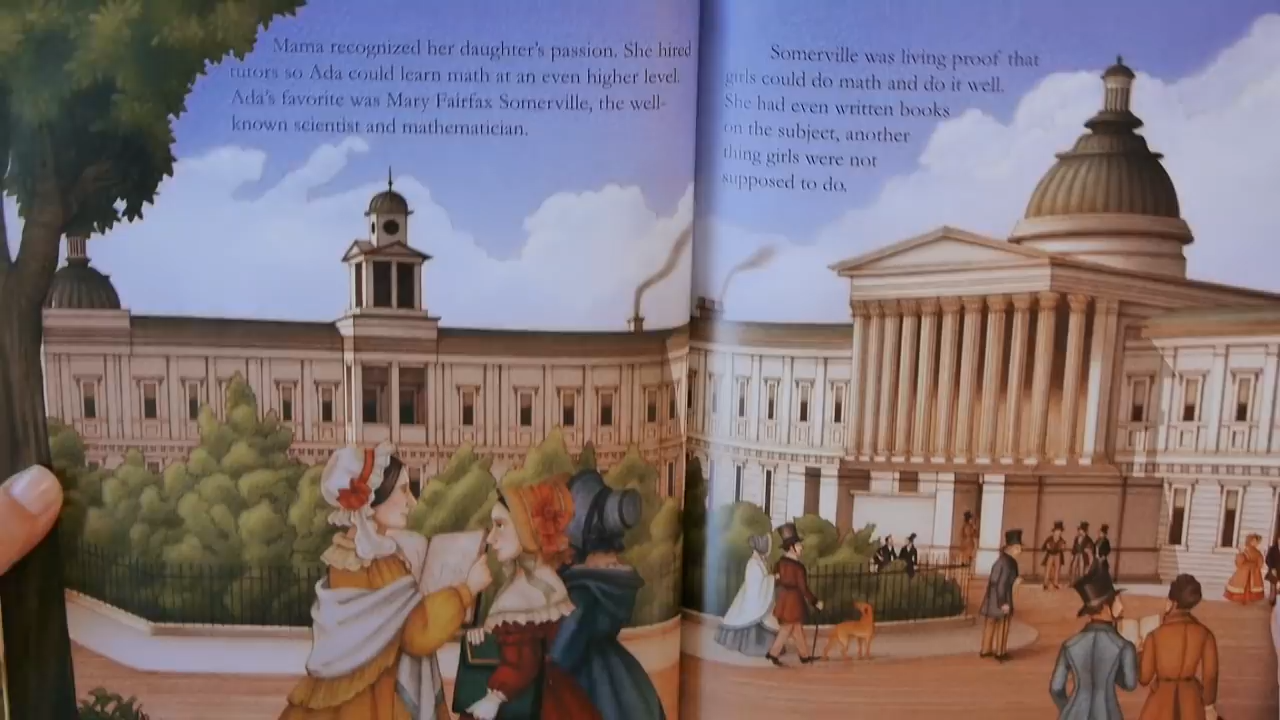 Mama recognized her daughter's passion. She hired
tutors so Ada could learn math at an even higher level.
Ada's favorite was Mary Fairfax Somerville, the well-
known scientist and mathematician.
Somerville was living proof that
girls could do math and do it well.
She had even written books
on the subject, another
thing girls were not
supposed to do.